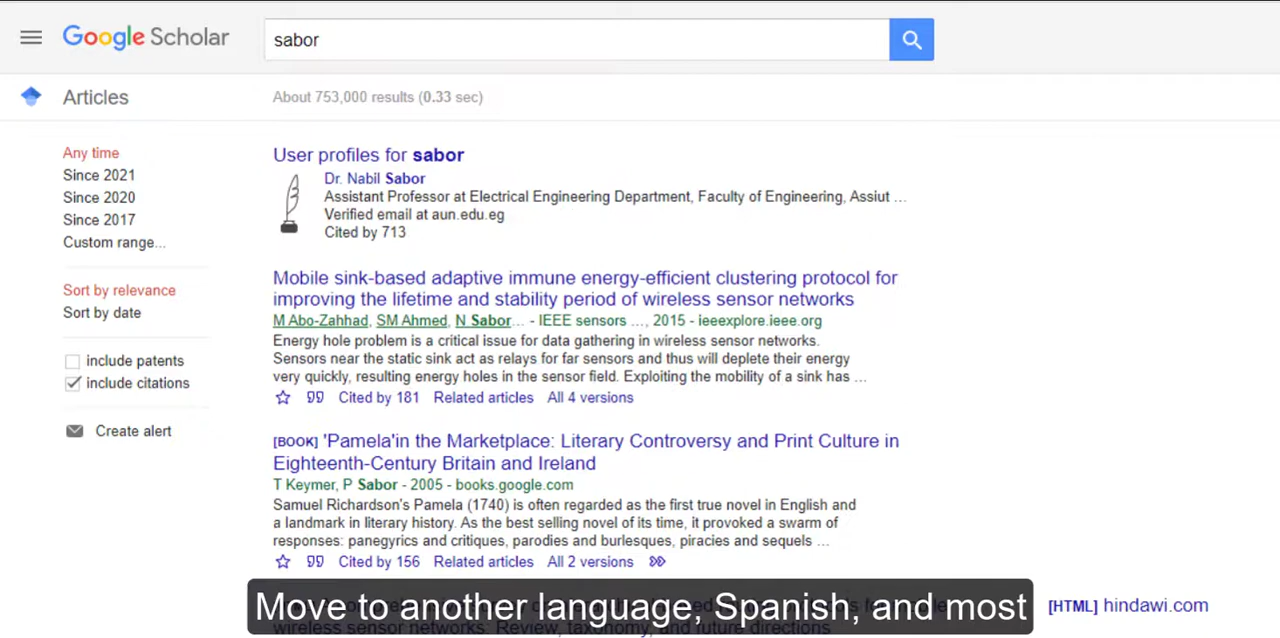 Google Scholar
sabor
Articles
About 753,000 results (0.33 sec)
Any time
Since 2021
Since 2020
Since 2017
Custom range...
Sort by relevance
Sort by date
include patents
include citations
Create alert
User profiles for sabor
Dr. Nabil Sabor
Assistant Professor at Electrical Engineering Department, Faculty of Engineering, Assiut ...
Verified email at aun.edu.eg
Cited by 713
Mobile sink-based adaptive immune energy-efficient clustering protocol for
improving the lifetime and stability period of wireless sensor networks
M Abo-Zahhad, SM Ahmed, N Sabor... - IEEE sensors ..., 2015 - ieeexplore.ieee.org
Energy hole problem is a critical issue for data gathering in wireless sensor networks.
Sensors near the static sink act as relays for far sensors and thus will deplete their energy
very quickly, resulting energy holes in the sensor field. Exploiting the mobility of a sink has ...
Cited by 181 Related articles All 4 versions
[BOOK] 'Pamela'in the Marketplace: Literary Controversy and Print Culture in
Eighteenth-Century Britain and Ireland
T Keymer, P Sabor - 2005 - books.google.com
Samuel Richardson's Pamela (1740) is often regarded as the first true novel in English and
a landmark in literary history. As the best selling novel of its time, it provoked a swarm of
responses: panegyrics and critiques, parodies and burlesques, piracies and sequels ...
Cited by 156 Related articles All 2 versions
[HTML] hindawi.com
wireless sensor networks: Review, taxonomy, and future directions
Move to another language, Spanish, and most